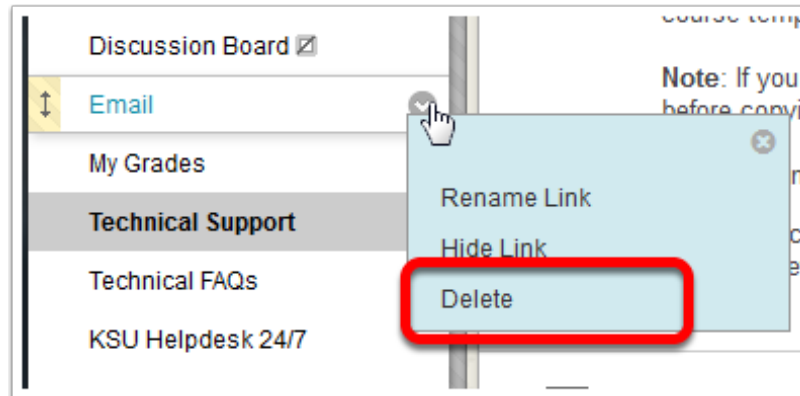 Discussion Board
Email
My Grades
Technical Support
Technical FAQs
KSU Helpdesk 24/7
Note: If you
before copyi
Rename Link
Hide Link
Delete